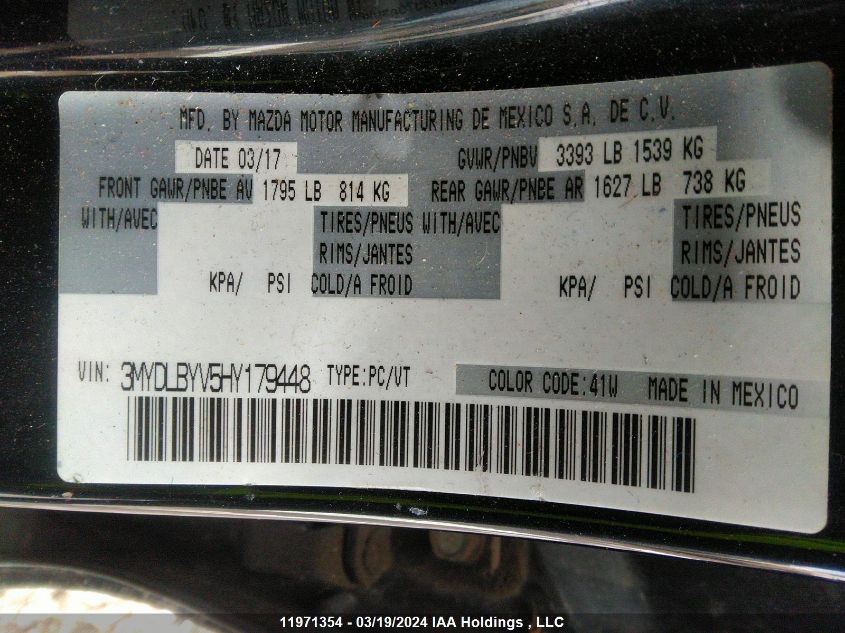 MFD. BY MAZDA MOTOR MANUFACTURING DE MEXICO S.A. DE C.V.
DATE 03/17 GVWR/PNBV 3393 LB 1539 KG
FRONT GAWR/PNBE AV 1795 LB 814 KG REAR GAWR/PNBE AR 1627 LB 738 KG
WITH/AVEC TIRES/PNEUS WITH/AVEC TIRES/PNEUS
RIMS/JANTES RIMS/JANTES
KPA/ PSI COLD/A FROID KPA/ PSI COLD/A FROID
VIN: 3MYDLBYV5HY179448 TYPE:PC/VT COLOR CODE:41W MADE IN MEXICO
11971354 - 03/19/2024 IAA Holdings , LLC